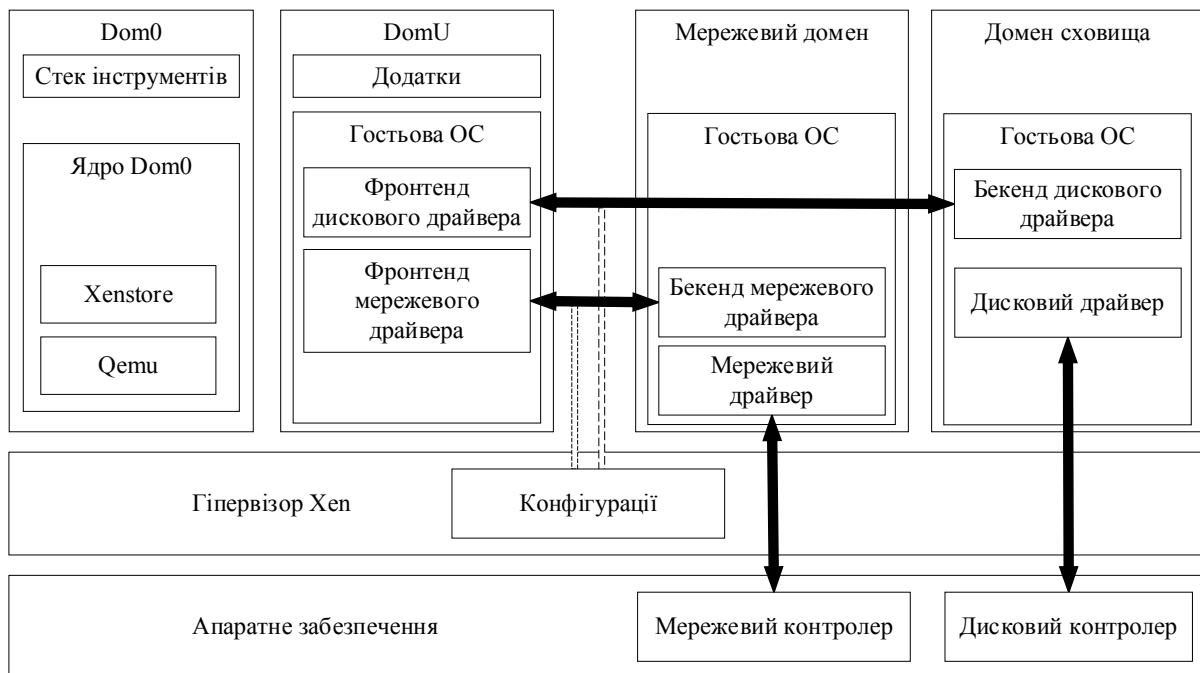 Dom0
Стек інструментів
Ядро Dom0
Xenstore
Qemu
DomU
Додатки
Гостьова ОС
Фронтенд
дискового драйвера
Фронтенд
мережевого
драйвера
Мережевий домен
Гостьова ОС
Бекенд мережевого
драйвера
Мережевий
драйвер
Домен сховища
Гостьова ОС
Бекенд дискового
драйвера
Дисковий драйвер
Гіпервізор Xen
Конфігурації
Апаратне забезпечення
Мережевий контролер
Дисковий контролер